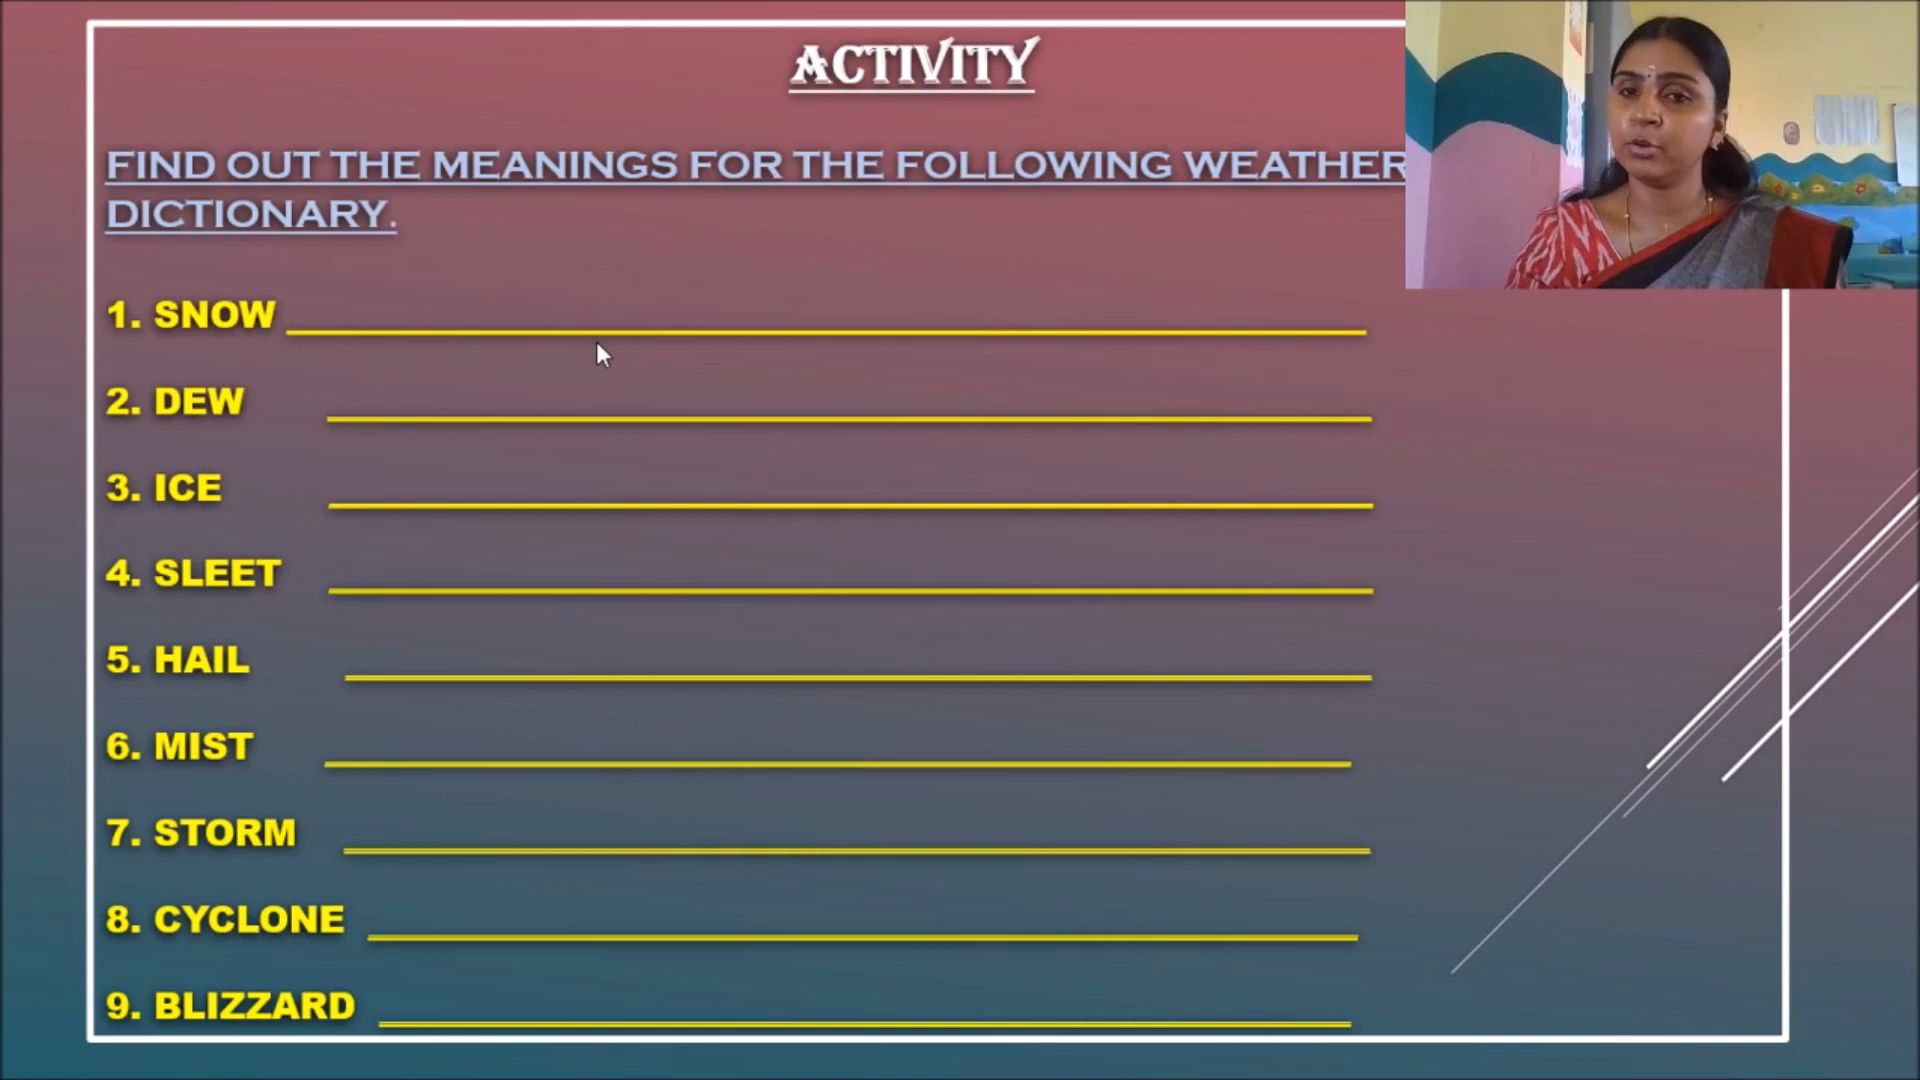 ACTIVITY
FIND OUT THE MEANINGS FOR THE FOLLOWING WEATHER
DICTIONARY.
1. SNOW
2. DEW
3. ICE
4. SLEET
5. HAIL
6. MIST
7. STORM
8. CYCLONE
9. BLIZZARD